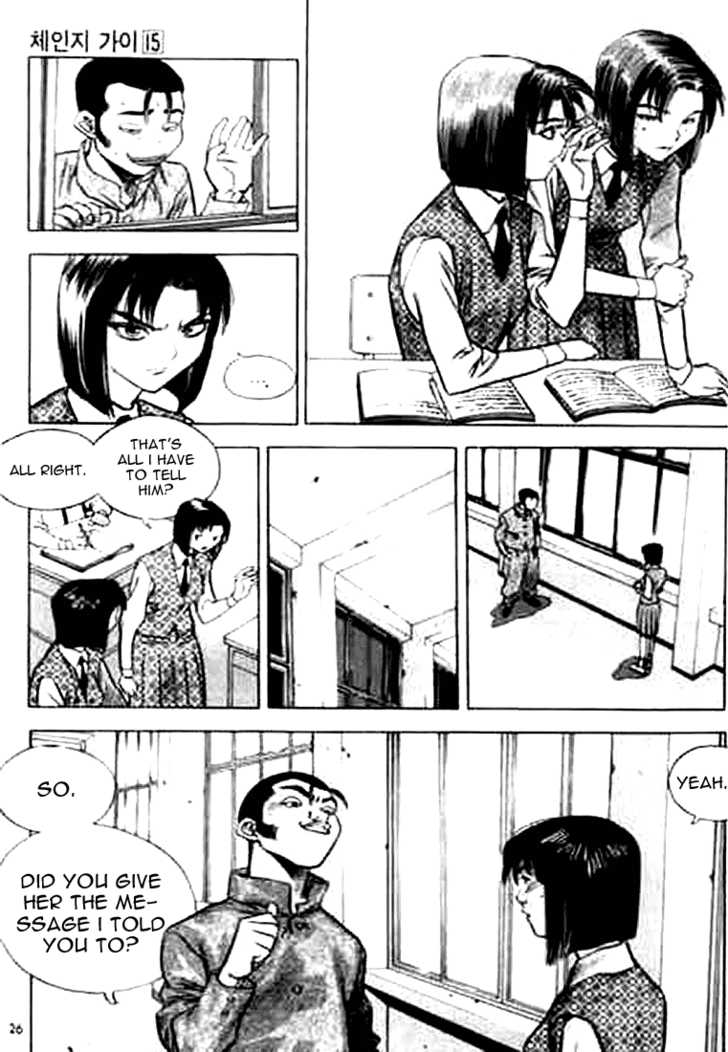 체인지 가이 15
...
ALL RIGHT.
THAT'S
ALL I HAVE
TO TELL
HIM?
SO.
DID YOU GIVE
HER THE ME-
SSAGE I TOLD
YOU TO?
YEAH.
26